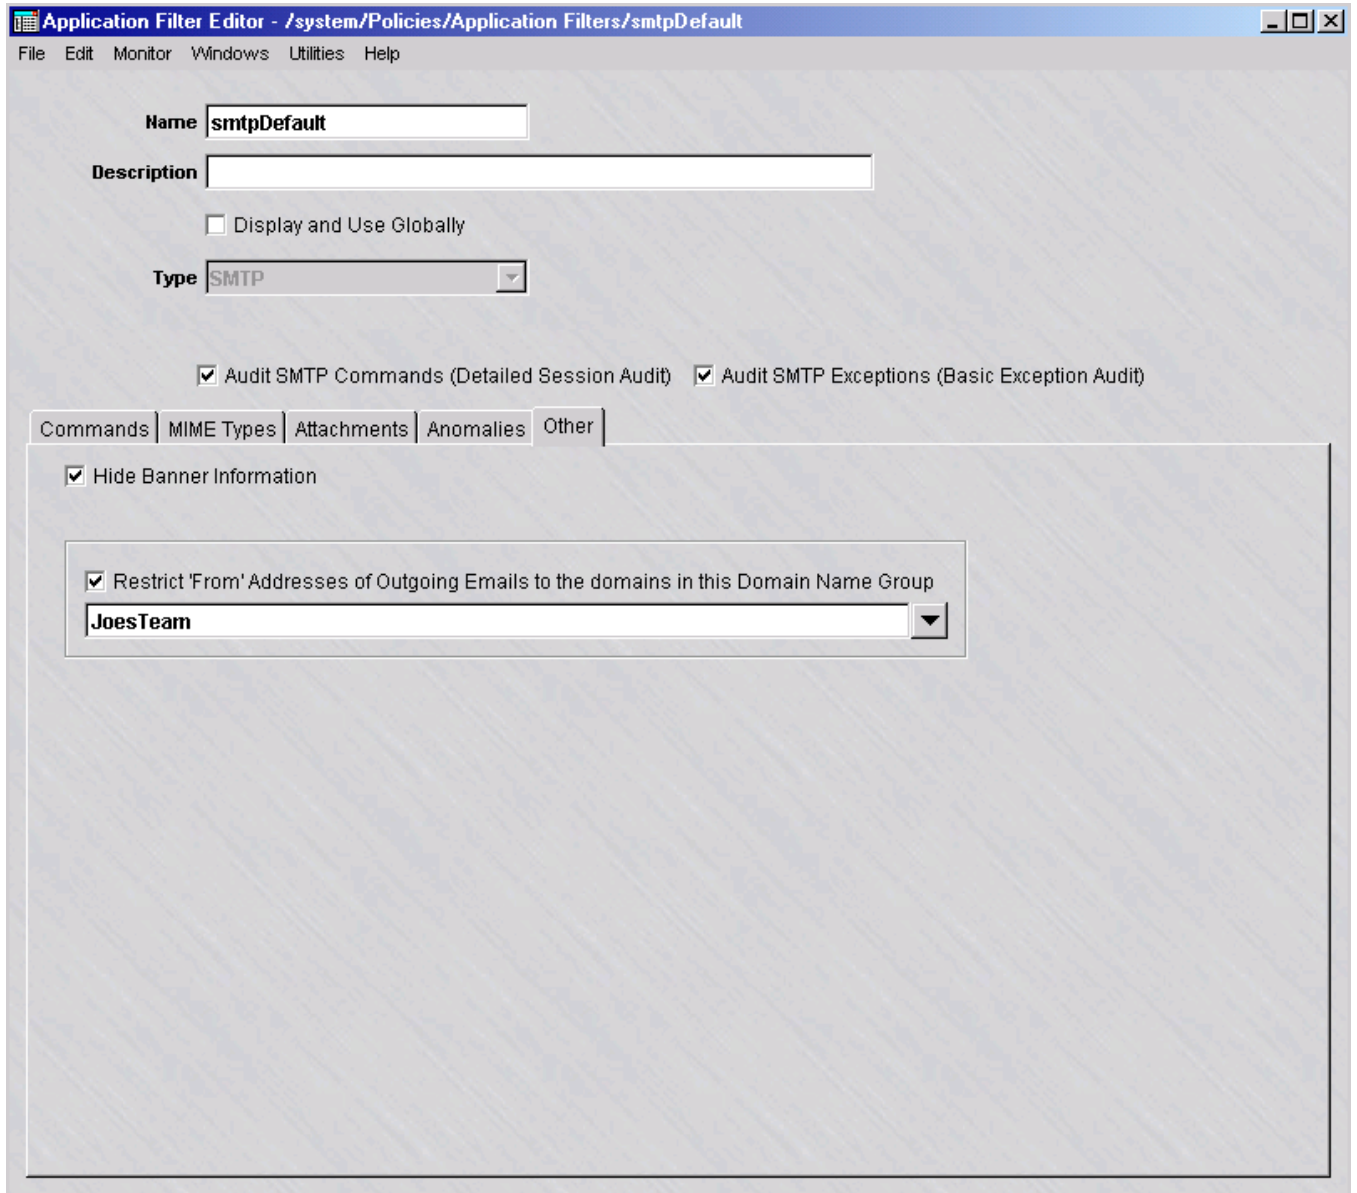 Application Filter Editor - /system/Policies/Application Filters/smtpDefault
File Edit Monitor Windows Utilities Help
Name smtpDefault
Description
Display and Use Globally
Type SMTP
Audit SMTP Commands (Detailed Session Audit) Audit SMTP Exceptions (Basic Exception Audit)
Commands MIME Types Attachments Anomalies Other
Hide Banner Information
Restrict 'From' Addresses of Outgoing Emails to the domains in this Domain Name Group
JoesTeam